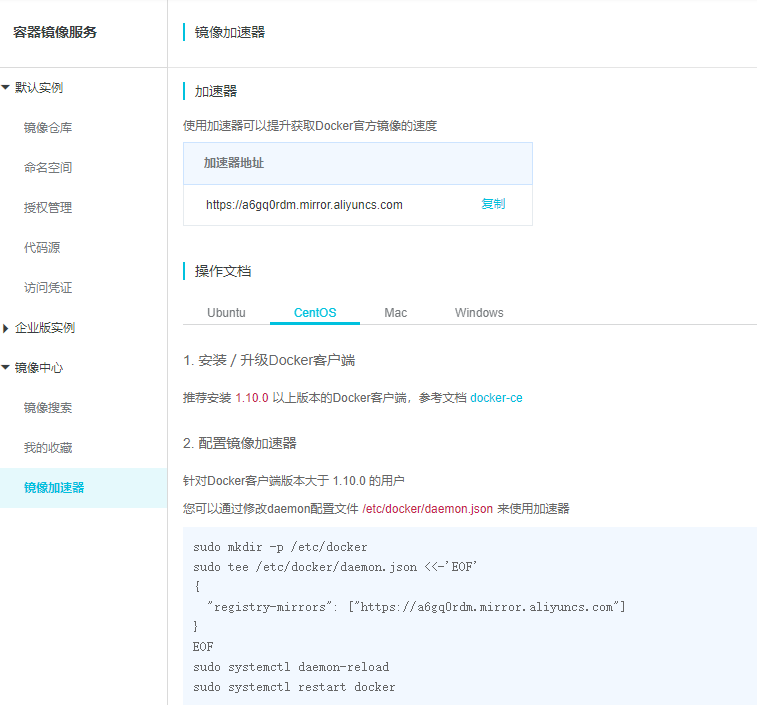 容器镜像服务
镜像加速器
默认实例
镜像仓库
命名空间
授权管理
代码源
访问凭证
企业版实例
镜像中心
镜像搜索
我的收藏
镜像加速器
加速器
使用加速器可以提升获取Docker官方镜像的速度
加速器地址
https://a6gq0rdm.mirror.aliyuncs.com 复制
操作文档
Ubuntu CentOS Mac Windows
1. 安装 / 升级Docker客户端
推荐安装 1.10.0 以上版本的Docker客户端，参考文档 docker-ce
2. 配置镜像加速器
针对Docker客户端版本大于 1.10.0 的用户
您可以通过修改daemon配置文件 /etc/docker/daemon.json 来使用加速器
sudo mkdir -p /etc/docker
sudo tee /etc/docker/daemon.json <<-'EOF'
{
"registry-mirrors": ["https://a6gq0rdm.mirror.aliyuncs.com"]
}
EOF
sudo systemctl daemon-reload
sudo systemctl restart docker